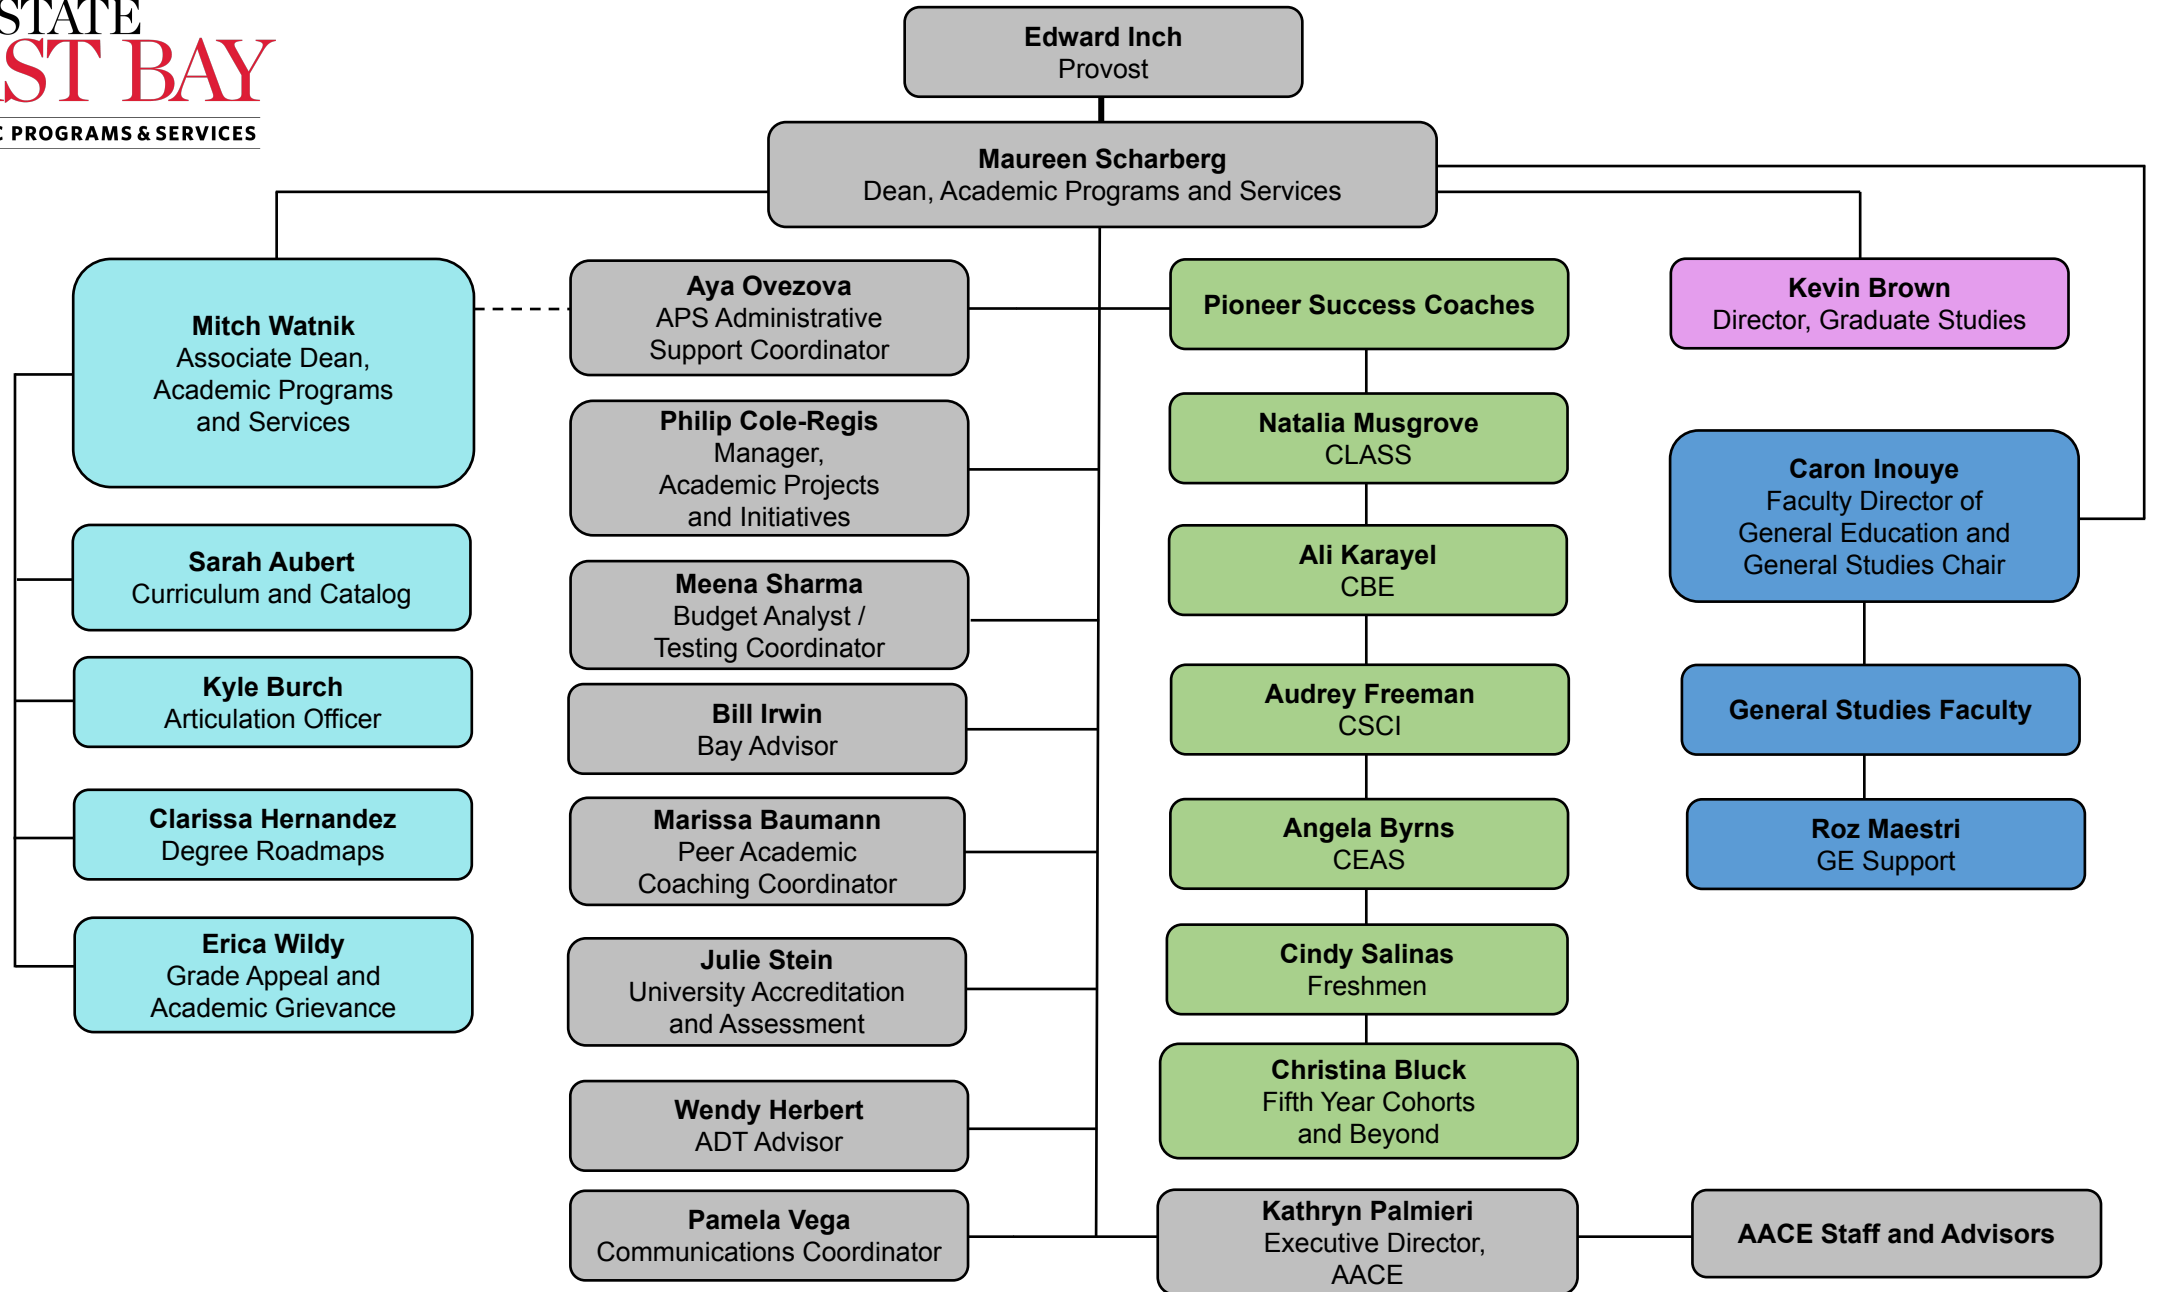 STATE
ST BAY
PROGRAMS & SERVICES
Edward Inch
Provost
Maureen Scharberg
Dean, Academic Programs and Services
Mitch Watnik
Associate Dean,
Academic Programs
and Services
Sarah Aubert
Curriculum and Catalog
Kyle Burch
Articulation Officer
Clarissa Hernandez
Degree Roadmaps
Erica Wildy
Grade Appeal and
Academic Grievance
Aya Ovezova
APS Administrative
Support Coordinator
Philip Cole-Regis
Manager,
Academic Projects
and Initiatives
Meena Sharma
Budget Analyst /
Testing Coordinator
Bill Irwin
Bay Advisor
Marissa Baumann
Peer Academic
Coaching Coordinator
Julie Stein
University Accreditation
and Assessment
Wendy Herbert
ADT Advisor
Pamela Vega
Communications Coordinator
Pioneer Success Coaches
Natalia Musgrove
CLASS
Ali Karayel
CBE
Audrey Freeman
CSCI
Angela Byrns
CEAS
Cindy Salinas
Freshmen
Christina Bluck
Fifth Year Cohorts
and Beyond
Kathryn Palmieri
Executive Director,
AACE
Kevin Brown
Director, Graduate Studies
Caron Inouye
Faculty Director of
General Education and
General Studies Chair
General Studies Faculty
Roz Maestri
GE Support
AACE Staff and Advisors